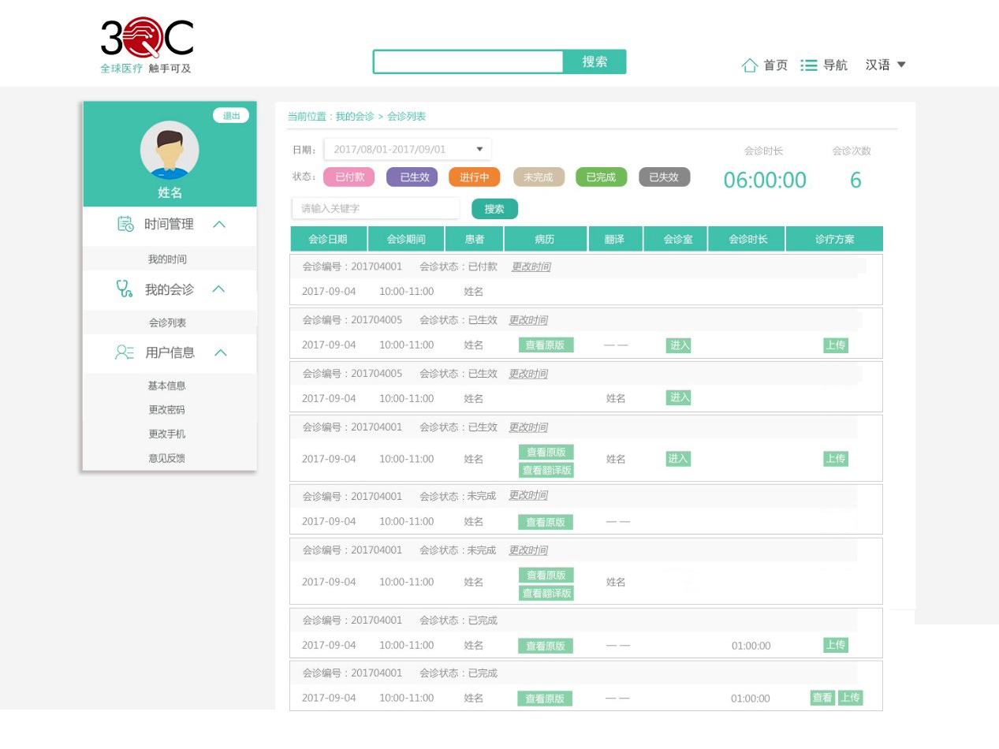 3QC
全球医疗 触手可及
搜索
首页 导航 汉语
退出
姓名
时间管理
我的时间
我的会诊
会诊列表
用户信息
基本信息
更改密码
更改手机
意见反馈
当前位置：我的会诊 > 会诊列表
日期： 2017/08/01-2017/09/01
会诊时长 会诊次数
状态： 已付款 已生效 进行中 未完成 已完成 已失效
06:00:00 6
请输入关键字 搜索
会诊日期 会诊期间 患者 病历 翻译 会诊室 会诊时长 诊疗方案
会诊编号：201704001 会诊状态：已付款 更改时间
2017-09-04 10:00-11:00 姓名
会诊编号：201704005 会诊状态：已生效 更改时间
2017-09-04 10:00-11:00 姓名 查看原版 — — 进入 上传
会诊编号：201704005 会诊状态：已生效 更改时间
2017-09-04 10:00-11:00 姓名 姓名 进入
会诊编号：201704001 会诊状态：已生效 更改时间
2017-09-04 10:00-11:00 姓名 查看原版 姓名 进入 上传
查看翻译版
会诊编号：201704001 会诊状态：未完成 更改时间
2017-09-04 10:00-11:00 姓名 查看原版 — —
会诊编号：201704001 会诊状态：未完成 更改时间
2017-09-04 10:00-11:00 姓名 查看原版 姓名
查看翻译版
会诊编号：201704001 会诊状态：已完成
2017-09-04 10:00-11:00 姓名 查看原版 — — 01:00:00 上传
会诊编号：201704001 会诊状态：已完成
2017-09-04 10:00-11:00 姓名 查看原版 — — 01:00:00 查看 上传